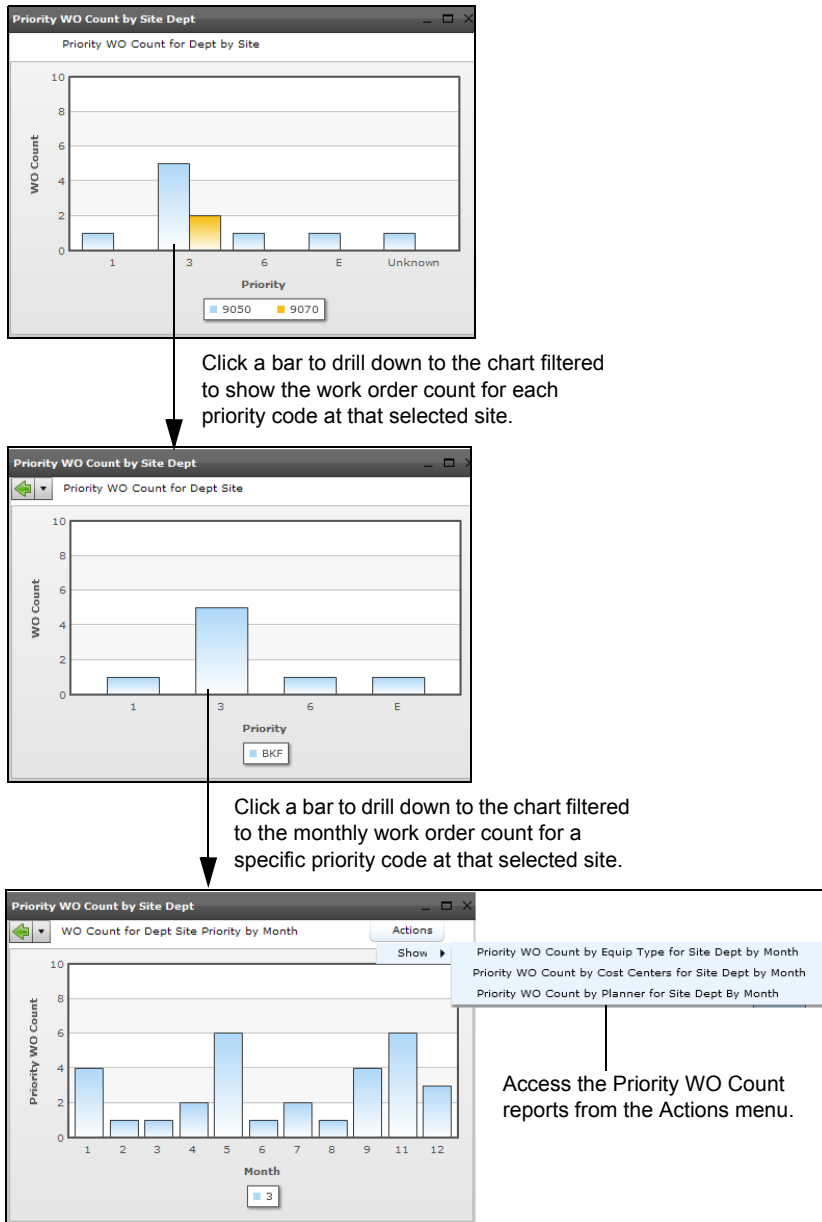 Priority WO Count by Site Dept
Priority WO Count for Dept by Site
10
8
6
4
2
0
WO Count
1 3 6 E Unknown
Priority
9050 9070
Click a bar to drill down to the chart filtered
to show the work order count for each
priority code at that selected site.
Priority WO Count by Site Dept
Priority WO Count for Dept Site
10
8
6
4
2
0
WO Count
1 3 6 E
Priority
BKF
Click a bar to drill down to the chart filtered
to the monthly work order count for a
specific priority code at that selected site.
Priority WO Count by Site Dept
WO Count for Dept Site Priority by Month
Actions
Show
Priority WO Count by Equip Type for Site Dept by Month
Priority WO Count by Cost Centers for Site Dept by Month
Priority WO Count by Planner for Site Dept By Month
10
8
6
4
2
0
Priority WO Count
1 2 3 4 5 6 7 8 9 11 12
Month
3
Access the Priority WO Count
reports from the Actions menu.